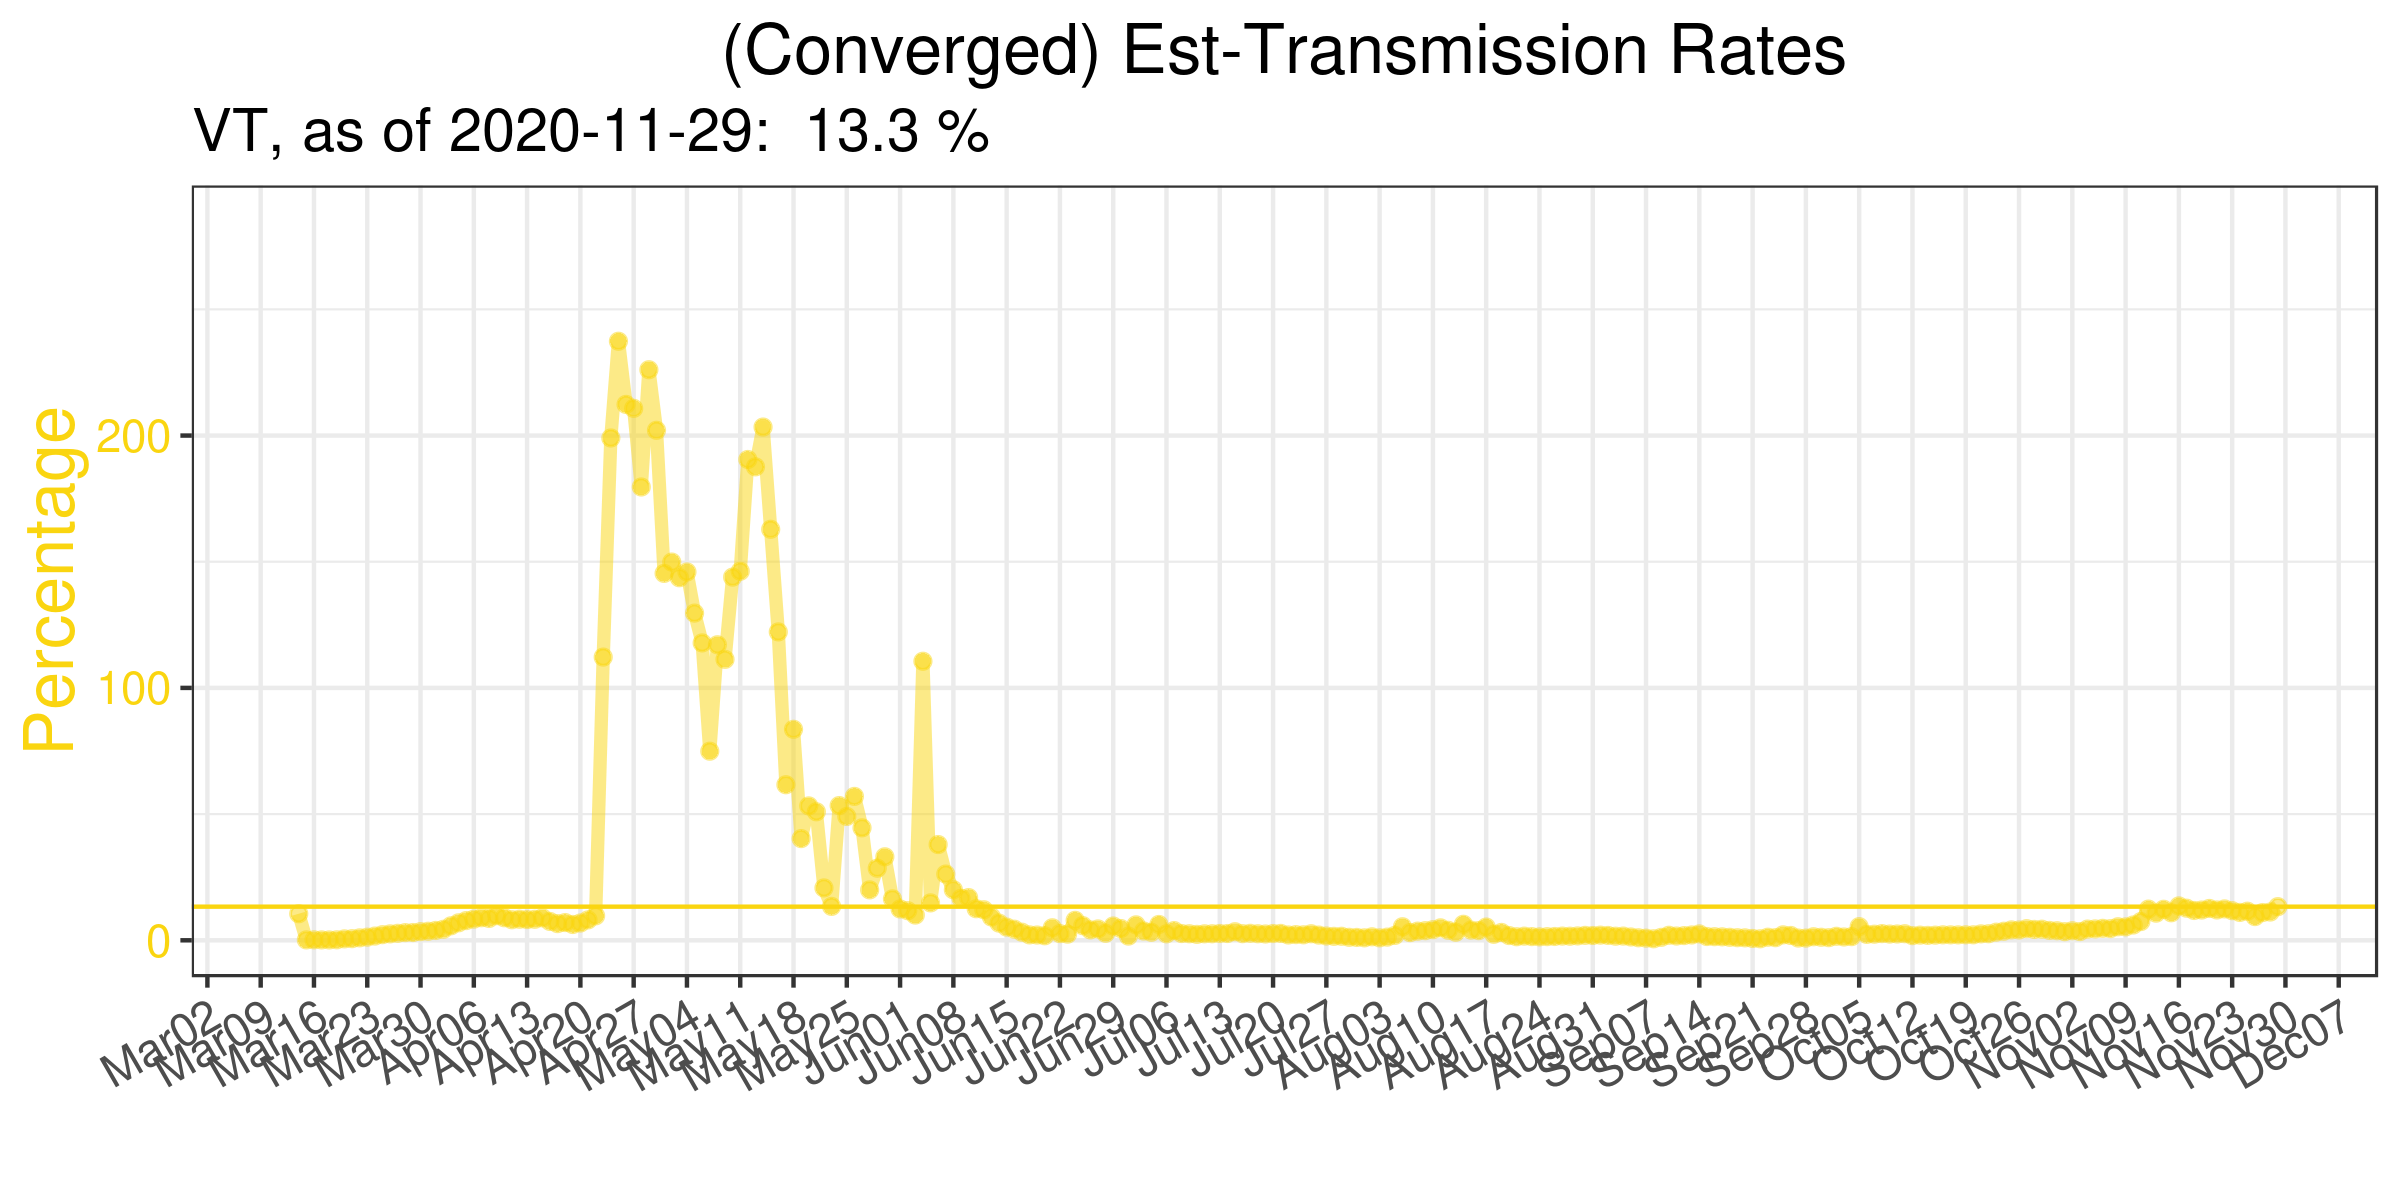 (Converged) Est-Transmission Rates
VT, as of 2020-11-29:  13.3 %
Percentage
200
100
0
Mar02
Mar09
Mar16
Mar23
Mar30
Apr06
Apr13
Apr20
Apr27
May04
May11
May18
May25
Jun01
Jun08
Jun15
Jun22
Jun29
Jul06
Jul13
Jul20
Jul27
Aug03
Aug10
Aug17
Aug24
Aug31
Sep07
Sep14
Sep21
Sep28
Oct05
Oct12
Oct19
Oct26
Nov02
Nov09
Nov16
Nov23
Nov30
Dec07